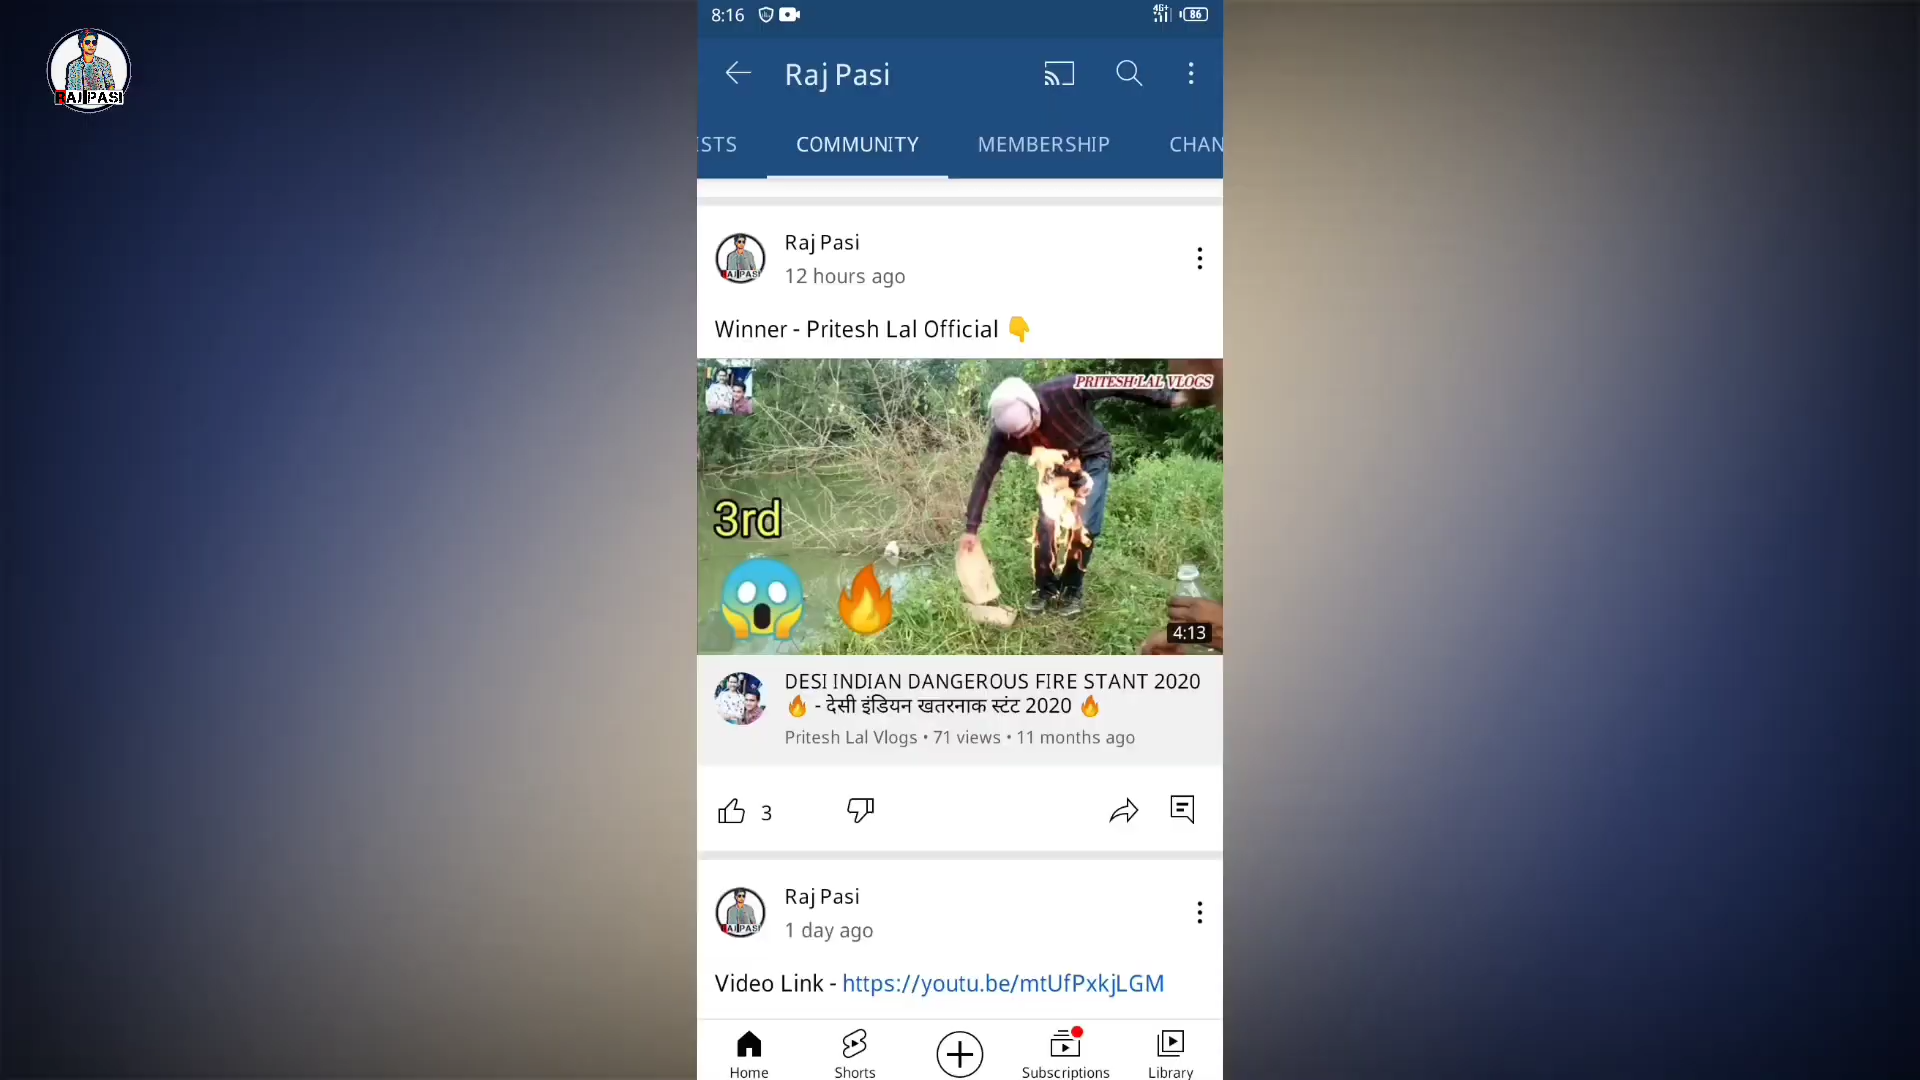 RAJ PASI
8:16
4G+
86
Raj Pasi
ISTS
COMMUNITY
MEMBERSHIP
CHAN
Raj Pasi
12 hours ago
Winner - Pritesh Lal Official 👇
PRITESH LAL VLOGS
3rd
😱 🔥
4:13
DESI INDIAN DANGEROUS FIRE STANT 2020
🔥 - देसी इंडियन खतरनाक स्टंट 2020 🔥
Pritesh Lal Vlogs • 71 views • 11 months ago
3
Raj Pasi
1 day ago
Video Link - https://youtu.be/mtUfPxkjLGM
Home
Shorts
Subscriptions
Library